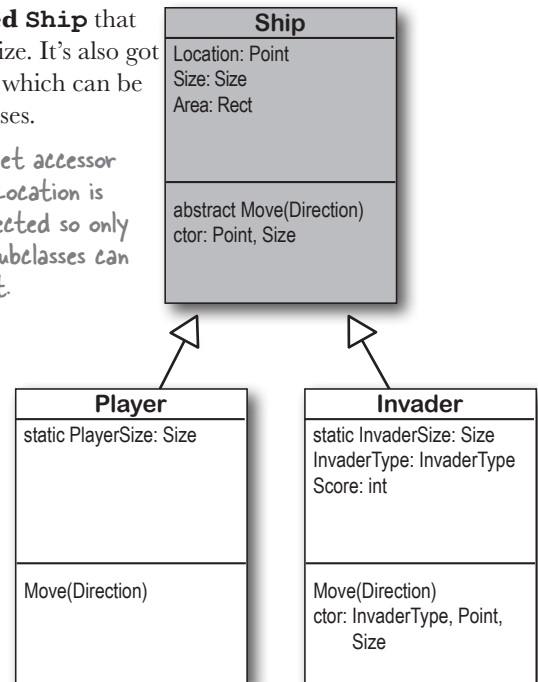 ed Ship that
ize. It's also got
which can be
ses.
et accessor
Location is
ected so only
ubclasses can
t.
Ship
Location: Point
Size: Size
Area: Rect
abstract Move(Direction)
ctor: Point, Size
Player
static PlayerSize: Size
Move(Direction)
Invader
static InvaderSize: Size
InvaderType: InvaderType
Score: int
Move(Direction)
ctor: InvaderType, Point,
Size